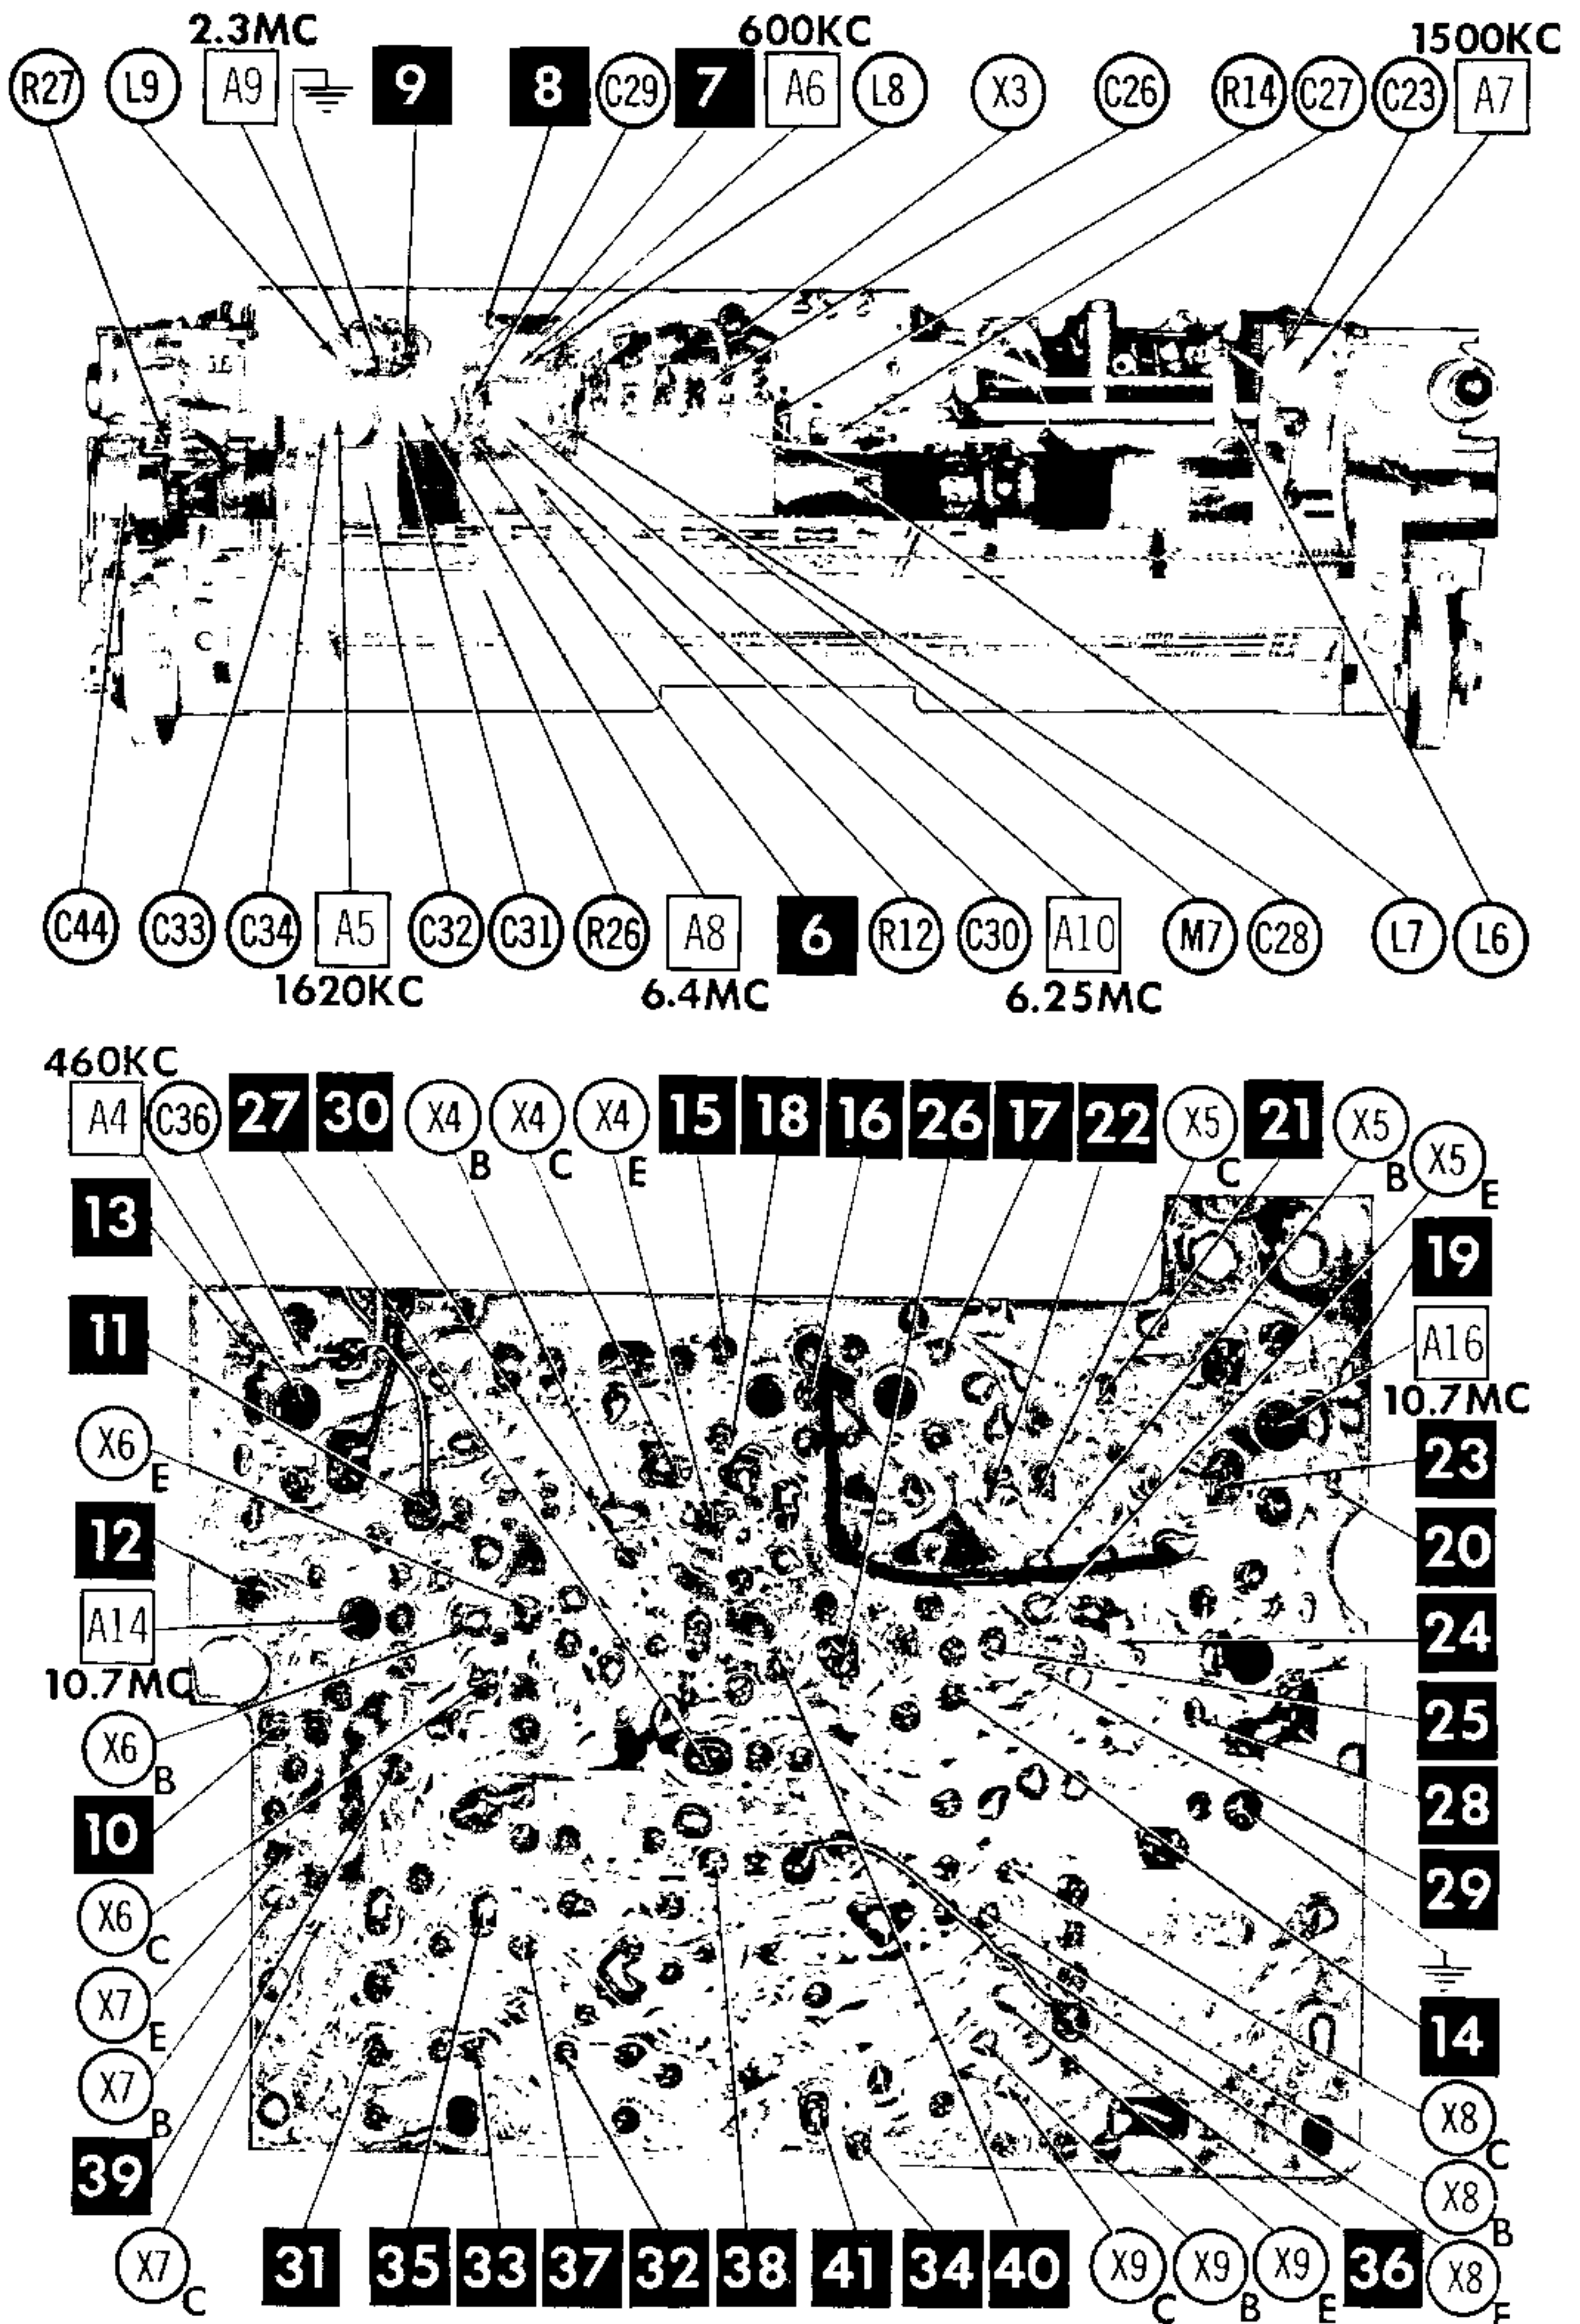 2.3MC 600KC 1500KC
R27 L9 A9 9 8 C29 7 A6 L8 X3 C26 R14 C27 C23 A7
C44 C33 C34 A5 C32 C31 R26 A8 6 R12 C30 A10 M7 C28 L7 L6
1620KC 6.4MC 6.25MC
460KC
A4 C36 27 30 X4 B X4 C X4 E 15 18 16 26 17 22 X5 C 21 X5 B X5 E
13
19
11
A16
10.7MC
X6 E
23
12
20
A14
10.7MC
24
X6 B
25
10
28
X6 C
29
X7 E
14
X7 B
X8 C
39
X8 B
X7 C 31 35 33 37 32 38 41 34 40 X9 C X9 B X9 E 36 X8 E